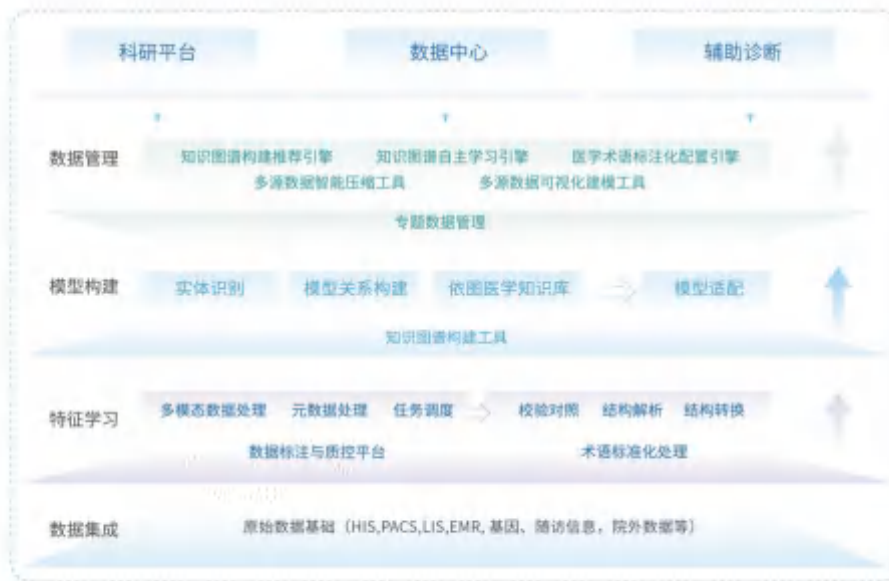 科研平台 数据中心 辅助诊断
数据管理
知识图谱构建推荐引擎 知识图谱自主学习引擎 医学术语标注化配置引擎
多源数据智能压缩工具 多源数据可视化建模工具
专题数据管理
模型构建 实体识别 模型关系构建 依图医学知识库 模型适配
知识图谱构建工具
特征学习 多模态数据处理 元数据处理 任务调度 校验对照 结构解析 结构转换
数据标注与质控平台 术语标准化处理
数据集成 原始数据基础（HIS,PACS,LIS,EMR, 基因、随访信息，院外数据等）